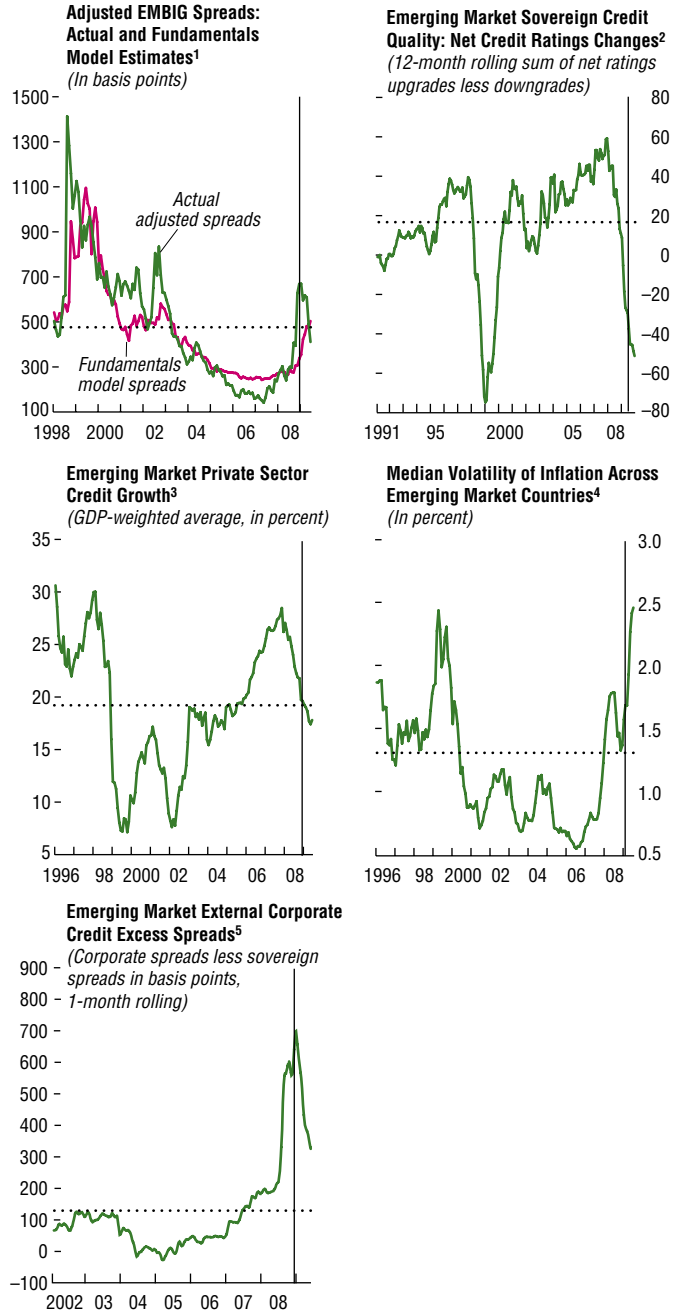 Adjusted EMBIG Spreads:
Actual and Fundamentals
Model Estimates¹
(In basis points)
1500
1300
1100
900
700
500
300
100
Actual
adjusted spreads
Fundamentals
model spreads
1998 2000 02 04 06 08
Emerging Market Sovereign Credit
Quality: Net Credit Ratings Changes²
(12-month rolling sum of net ratings
upgrades less downgrades)
80
60
40
20
0
–20
–40
–60
–80
1991 95 2000 05 08
Emerging Market Private Sector
Credit Growth³
(GDP-weighted average, in percent)
35
30
25
20
15
10
5
1996 98 2000 02 04 06 08
Median Volatility of Inflation Across
Emerging Market Countries⁴
(In percent)
3.0
2.5
2.0
1.5
1.0
0.5
1996 98 2000 02 04 06 08
Emerging Market External Corporate
Credit Excess Spreads⁵
(Corporate spreads less sovereign
spreads in basis points,
1-month rolling)
900
800
700
600
500
400
300
200
100
0
–100
2002 03 04 05 06 07 08